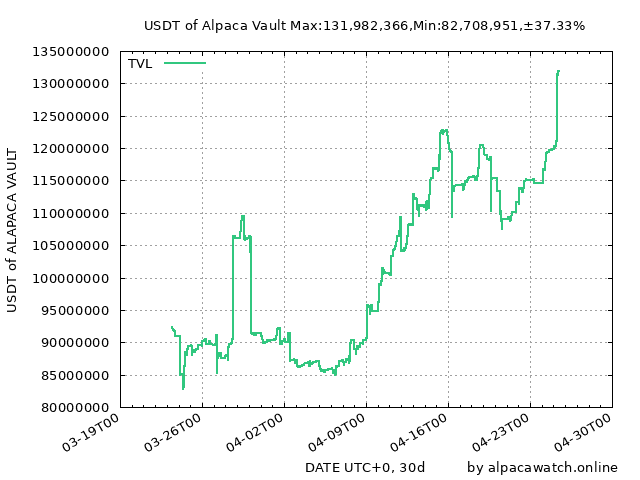 USDT of Alpaca Vault Max:131,982,366,Min:82,708,951,±37.33%
TVL
135000000
130000000
125000000
120000000
115000000
110000000
105000000
100000000
95000000
90000000
85000000
80000000
USDT of ALAPACA VAULT
03-19T00
03-26T00
04-02T00
04-09T00
04-16T00
04-23T00
04-30T00
DATE UTC+0, 30d
by alpacawatch.online